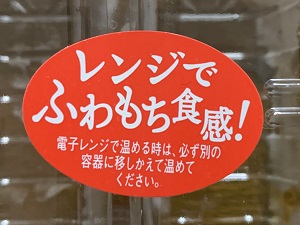 レンジで
ふわもち食感!
電子レンジで温める時は、必ず別の
容器に移しかえて温めて
ください。